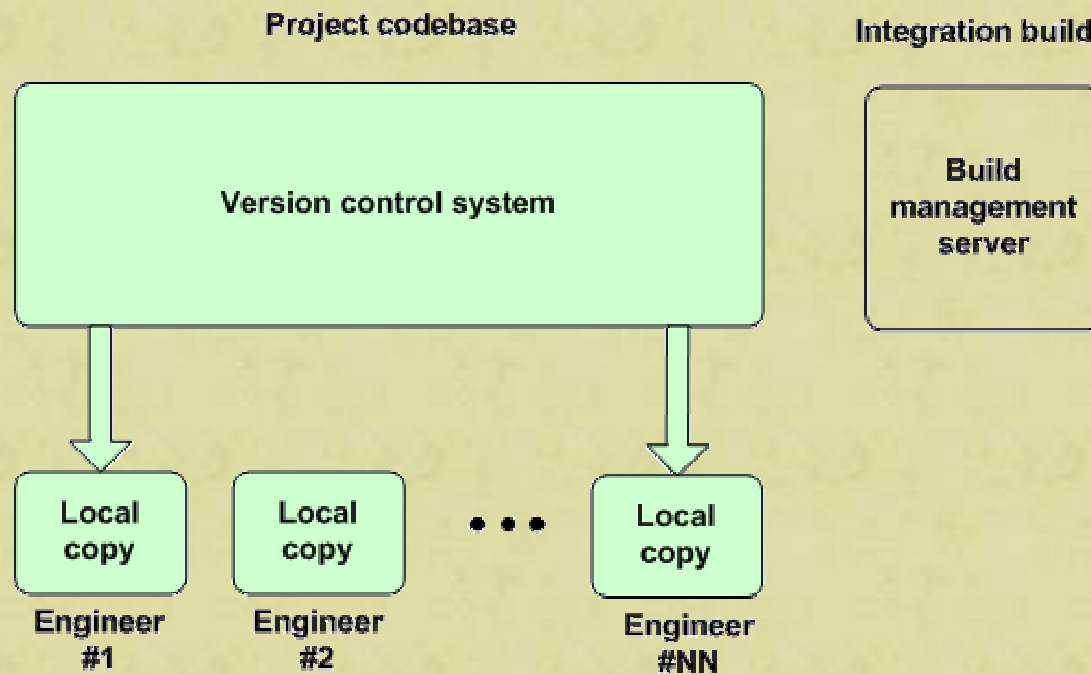 Project codebase
Integration build
Version control system
Build
management
server
Local
copy
Local
copy
Local
copy
Engineer
#1
Engineer
#2
Engineer
#NN